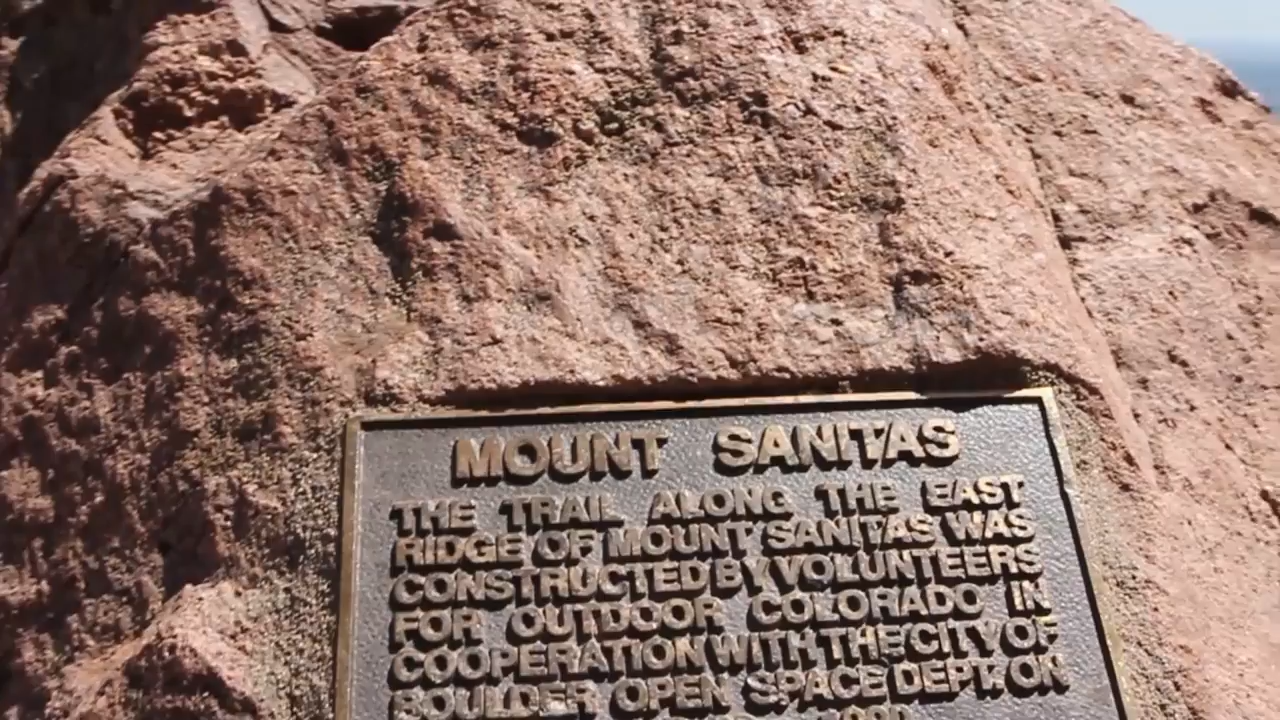 MOUNT SANITAS
THE TRAIL ALONG THE EAST
RIDGE OF MOUNT SANITAS WAS
CONSTRUCTED BY VOLUNTEERS
FOR OUTDOOR COLORADO IN
COOPERATION WITH THE CITY OF
BOULDER OPEN SPACE DEPT. ON